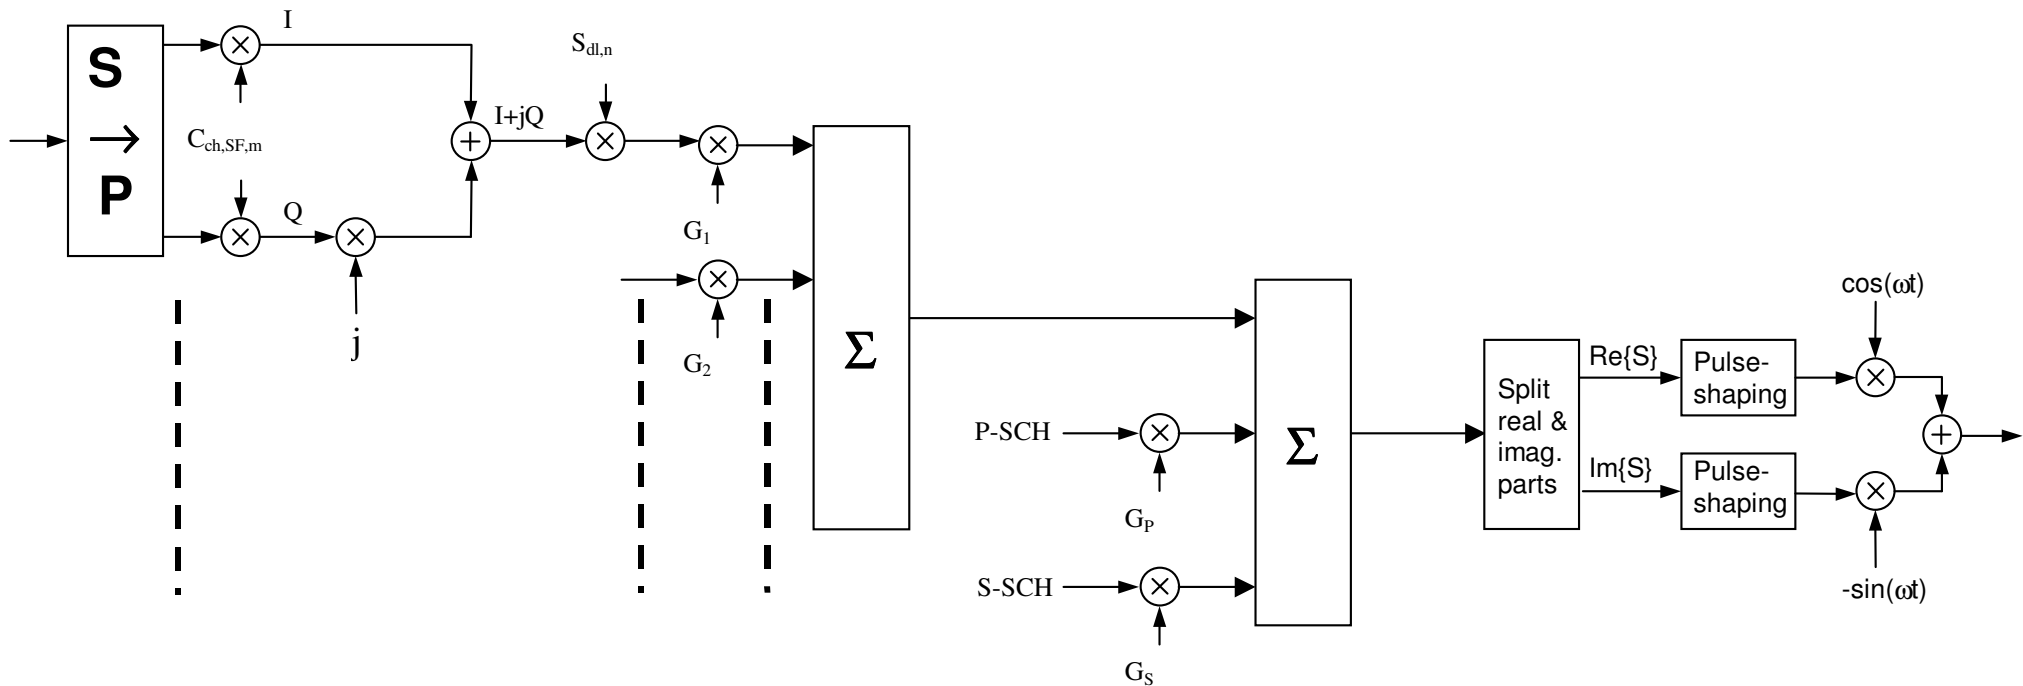 S
→
P
I
C_ch,SF,m
Q
j
I+jQ
S_dl,n
G_1
G_2
Σ
P-SCH
G_P
S-SCH
G_S
Σ
Split
real &
imag.
parts
Re{S}
Im{S}
Pulse-
shaping
Pulse-
shaping
cos(ωt)
-sin(ωt)